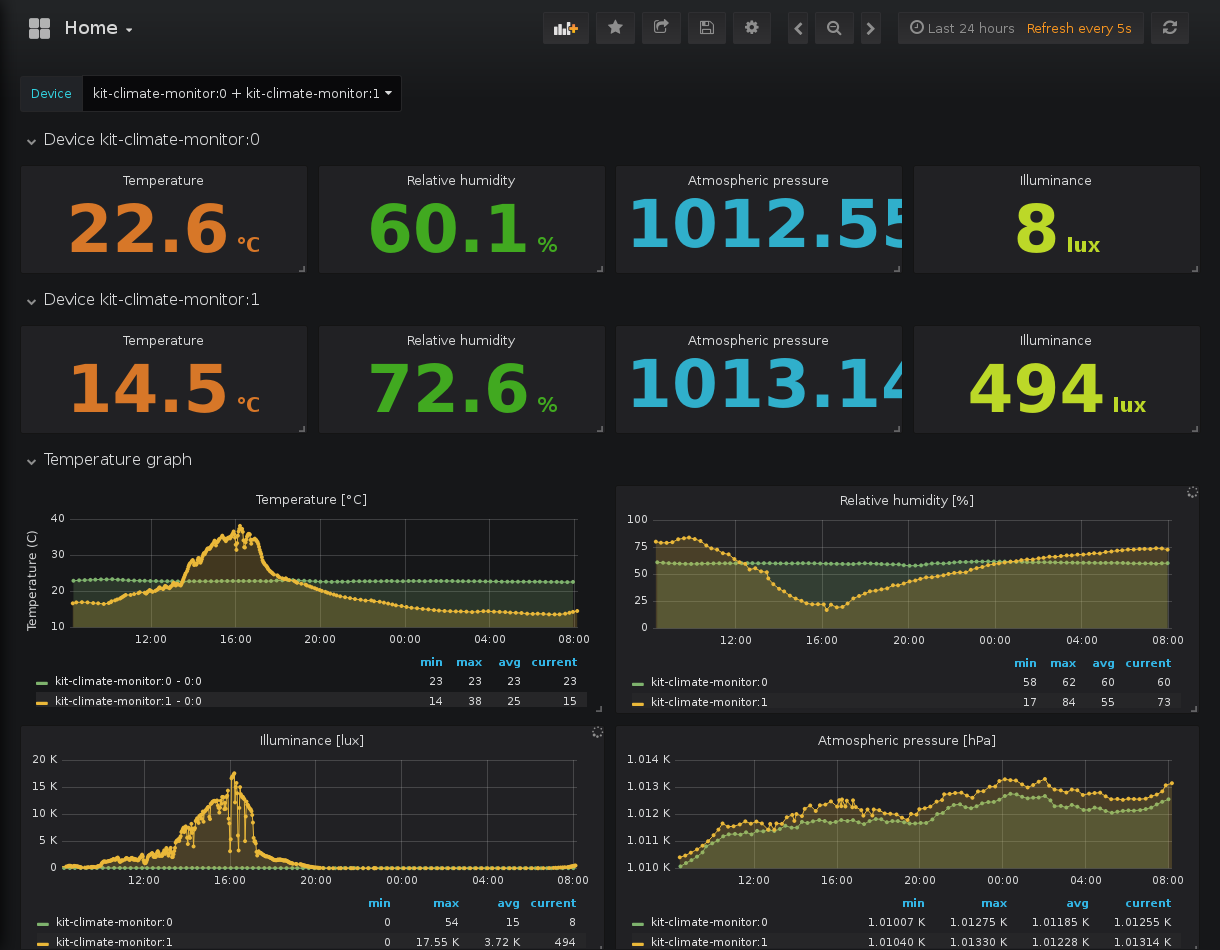 Home
Last 24 hours Refresh every 5s
Device kit-climate-monitor:0 + kit-climate-monitor:1
Device kit-climate-monitor:0
Temperature Relative humidity Atmospheric pressure Illuminance
22.6 °C 60.1 % 1012.55 8 lux
Device kit-climate-monitor:1
Temperature Relative humidity Atmospheric pressure Illuminance
14.5 °C 72.6 % 1013.14 494 lux
Temperature graph
Temperature [°C]
Temperature (C)
40
30
20
10
12:00 16:00 20:00 00:00 04:00 08:00
min max avg current
kit-climate-monitor:0 - 0:0 23 23 23 23
kit-climate-monitor:1 - 0:0 14 38 25 15
Relative humidity [%]
100
75
50
25
0
12:00 16:00 20:00 00:00 04:00 08:00
min max avg current
kit-climate-monitor:0 58 62 60 60
kit-climate-monitor:1 17 84 55 73
Illuminance [lux]
20 K
15 K
10 K
5 K
0
12:00 16:00 20:00 00:00 04:00 08:00
min max avg current
kit-climate-monitor:0 0 54 15 8
kit-climate-monitor:1 0 17.55 K 3.72 K 494
Atmospheric pressure [hPa]
1.014 K
1.013 K
1.012 K
1.011 K
1.010 K
12:00 16:00 20:00 00:00 04:00 08:00
min max avg current
kit-climate-monitor:0 1.01007 K 1.01275 K 1.01185 K 1.01255 K
kit-climate-monitor:1 1.01040 K 1.01330 K 1.01228 K 1.01314 K